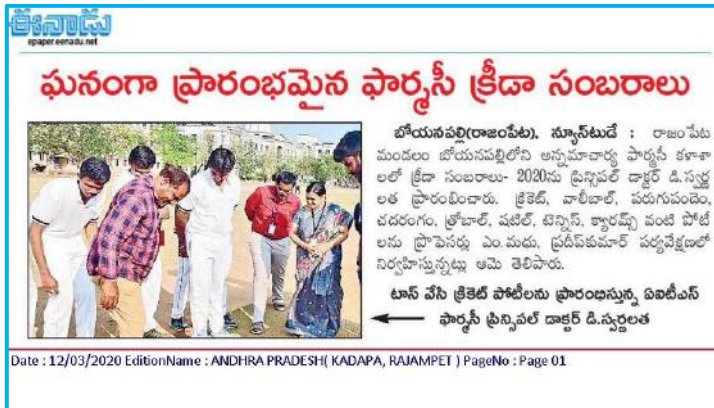 ఈనాడు
epaper.eenadu.net
ఘనంగా ప్రారంభమైన ఫార్మసీ క్రీడా సంబరాలు
బోయనపల్లి(రాజంపేట), న్యూస్‌టుడే : రాజంపేట
మండలం బోయనపల్లిలోని అన్నమాచార్య ఫార్మసీ కళాశా
లలో క్రీడా సంబరాలు- 2020ను ప్రిన్సిపల్ డాక్టర్ డి.స్వర్ణ
లత ప్రారంభించారు. క్రికెట్, వాలీబాల్, పరుగుపందెం,
చదరంగం, త్రోబాల్, షటిల్, టెన్నిస్, క్యారమ్స్ వంటి పోటీ
లను ప్రొఫెసర్లు ఎం.మధు, ప్రదీప్‌కుమార్ పర్యవేక్షణలో
నిర్వహిస్తున్నట్లు ఆమె తెలిపారు.
టాస్ వేసి క్రికెట్ పోటీలను ప్రారంభిస్తున్న ఏఐటీఎస్
ఫార్మసీ ప్రిన్సిపల్ డాక్టర్ డి.స్వర్ణలత
Date : 12/03/2020 EditionName : ANDHRA PRADESH( KADAPA, RAJAMPET ) PageNo : Page 01